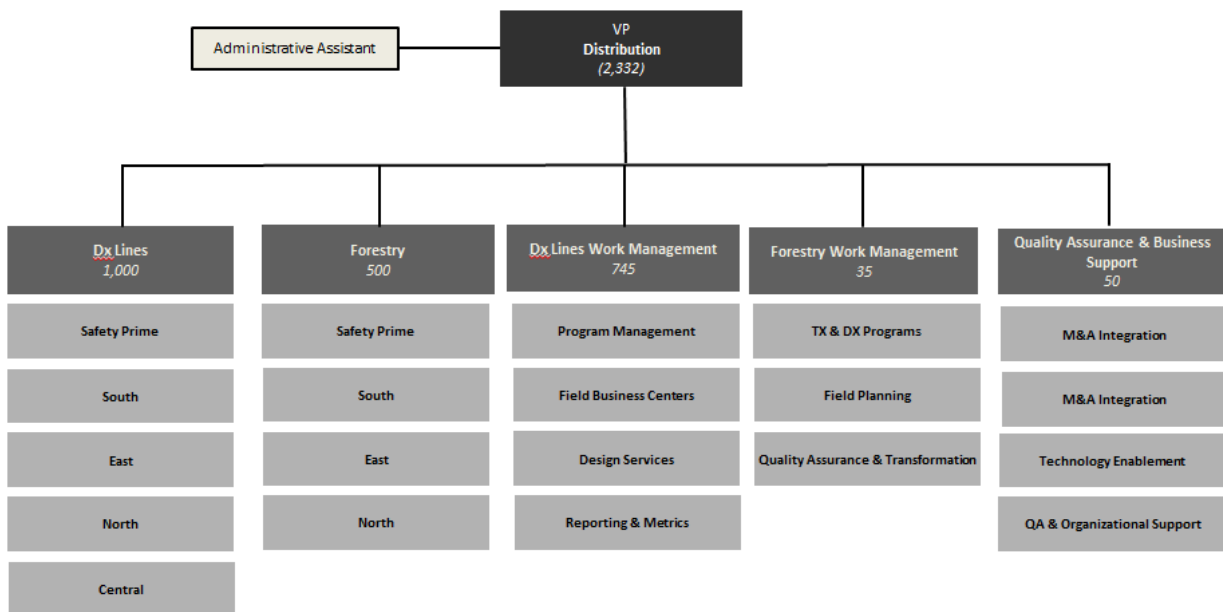 Administrative Assistant
VP
Distribution
(2,332)
Dx Lines
1,000
Safety Prime
South
East
North
Central
Forestry
500
Safety Prime
South
East
North
Dx Lines Work Management
745
Program Management
Field Business Centers
Design Services
Reporting & Metrics
Forestry Work Management
35
TX & DX Programs
Field Planning
Quality Assurance & Transformation
Quality Assurance & Business
Support
50
M&A Integration
M&A Integration
Technology Enablement
QA & Organizational Support